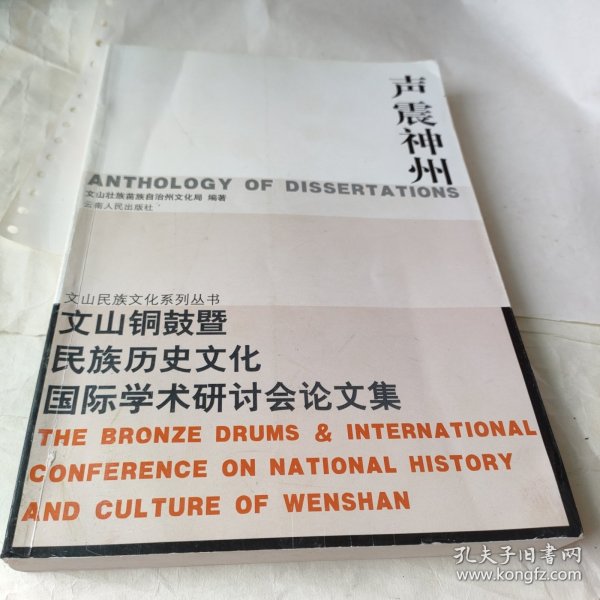 声震神州
ANTHOLOGY OF DISSERTATIONS
文山壮族苗族自治州文化局 编著
云南人民出版社
文山民族文化系列丛书
文山铜鼓暨
民族历史文化
国际学术研讨会论文集
THE BRONZE DRUMS & INTERNATIONAL
CONFERENCE ON NATIONAL HISTORY
AND CULTURE OF WENSHAN
孔夫子旧书网
www.kongfz.com